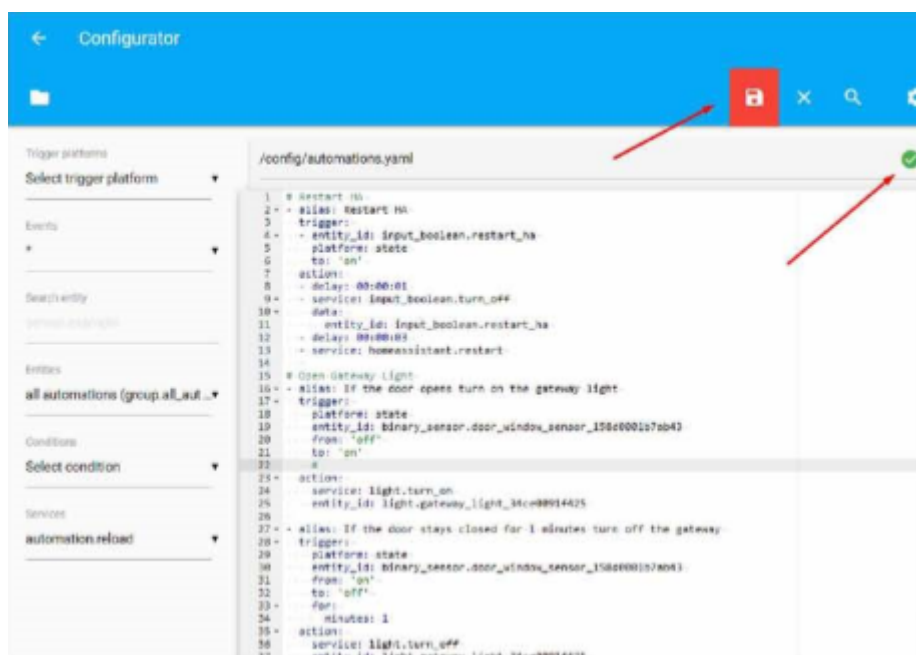 Configurator
Trigger platforms
Select trigger platform
Events
*
Search entity
Entities
all automations (group.all_aut...
Conditions
Select condition
Services
automation.reload
/config/automations.yaml
1 # Restart HA
2 - alias: Restart HA
3 trigger:
4 - entity_id: input_boolean.restart_ha
5 platform: state
6 to: 'on'
7 action:
8 - delay: 00:00:01
9 - service: input_boolean.turn_off
10 data:
11 entity_id: input_boolean.restart_ha
12 - delay: 00:00:03
13 - service: homeassistant.restart
14
15 # Open Gateway Light
16 - alias: If the door opens turn on the gateway light
17 trigger:
18 platform: state
19 entity_id:
20 from: 'off'
21 to: 'on'
22 #
23 action:
24 service: light.turn_on
25 entity_id:
26
27 - alias: If the door stays closed for 1 minutes turn off the gateway
28 trigger:
29 platform: state
30 entity_id:
31 from: 'on'
32 to: 'off'
33 for:
34 minutes: 1
35 action:
36 service: light.turn_off